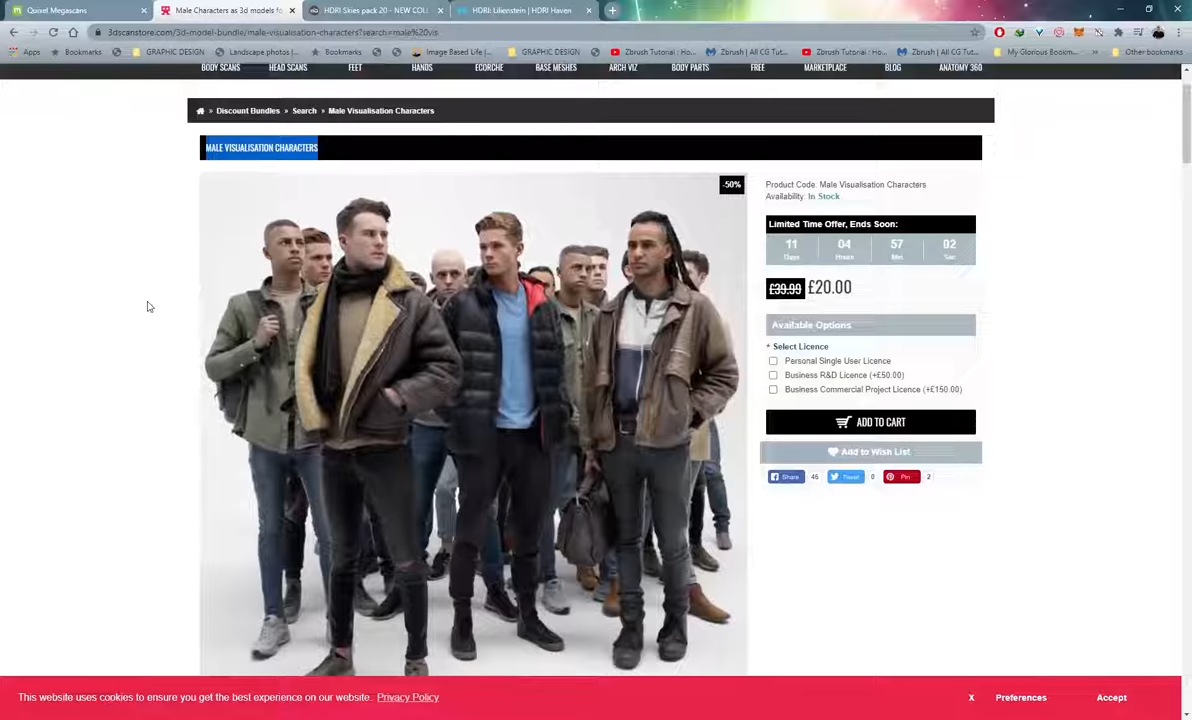 Quixel Megascans
Male Characters as 3d models fo
HDRI Skies pack 20 - NEW COLL
HDRI: Lilienstein | HDRI Haven
3dscanstore.com/3d-model-bundle/male-visualisation-characters?search=male%20vis
Apps
Bookmarks
GRAPHIC DESIGN
Landscape photos |...
Bookmarks
Image Based Life |...
GRAPHIC DESIGN
Zbrush Tutorial : Ho...
Zbrush | All CG Tut...
Zbrush Tutorial : Ho...
Zbrush | All CG Tut...
My Glorious Bookm...
Other bookmarks
BODY SCANS
HEAD SCANS
FEET
HANDS
ECORCHE
BASE MESHES
ARCH VIZ
BODY PARTS
FREE
MARKETPLACE
BLOG
ANATOMY 360
» Discount Bundles » Search » Male Visualisation Characters
MALE VISUALISATION CHARACTERS
-50%
Product Code: Male Visualisation Characters
Availability: In Stock
Limited Time Offer, Ends Soon:
11 04 57 02
Days Hours Min Sec
£39.99 £20.00
Available Options
* Select Licence
Personal Single User Licence
Business R&D Licence (+£50.00)
Business Commercial Project Licence (+£150.00)
ADD TO CART
Add to Wish List
Share 46 Tweet 0 Pin 2
This website uses cookies to ensure you get the best experience on our website. Privacy Policy
X Preferences Accept